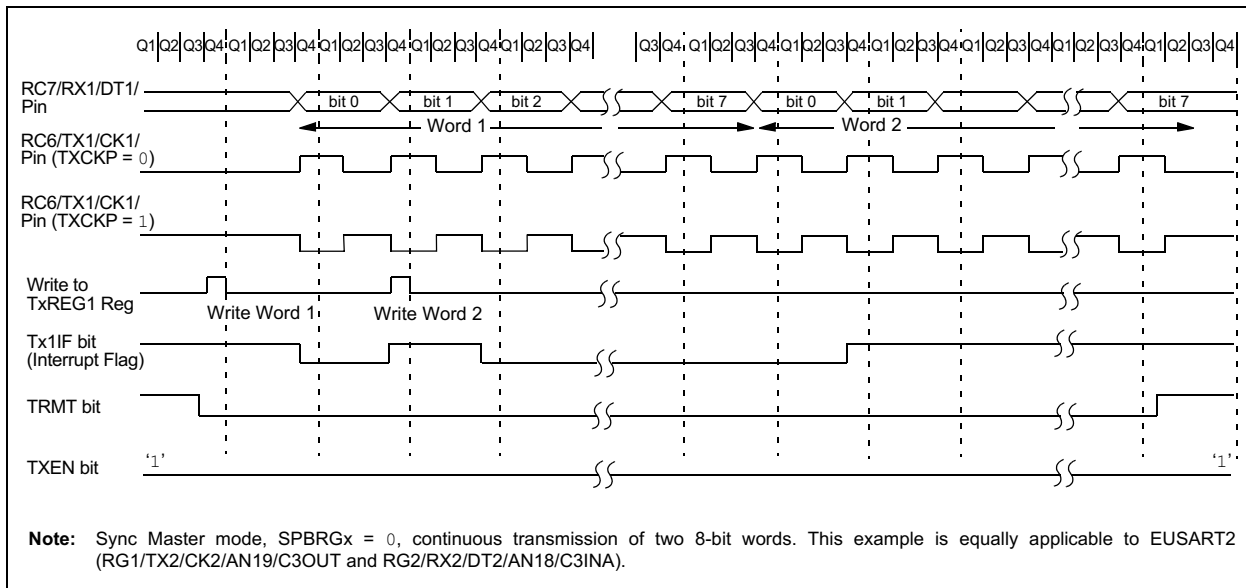 Q1 Q2 Q3 Q4 Q1 Q2 Q3 Q4 Q1 Q2 Q3 Q4 Q1 Q2 Q3 Q4 Q1 Q2 Q3 Q4 Q3 Q4 Q1 Q2 Q3 Q4 Q1 Q2 Q3 Q4 Q1 Q2 Q3 Q4 Q1 Q2 Q3 Q4 Q1 Q2 Q3 Q4 Q1 Q2 Q3 Q4
RC7/RX1/DT1/
Pin
bit 0 bit 1 bit 2 bit 7 bit 0 bit 1 bit 7
Word 1 Word 2
RC6/TX1/CK1/
Pin (TXCKP = 0)
RC6/TX1/CK1/
Pin (TXCKP = 1)
Write to
TxREG1 Reg
Write Word 1 Write Word 2
Tx1IF bit
(Interrupt Flag)
TRMT bit
TXEN bit
‘1’ ‘1’
Note: Sync Master mode, SPBRGx = 0, continuous transmission of two 8-bit words. This example is equally applicable to EUSART2
(RG1/TX2/CK2/AN19/C3OUT and RG2/RX2/DT2/AN18/C3INA).